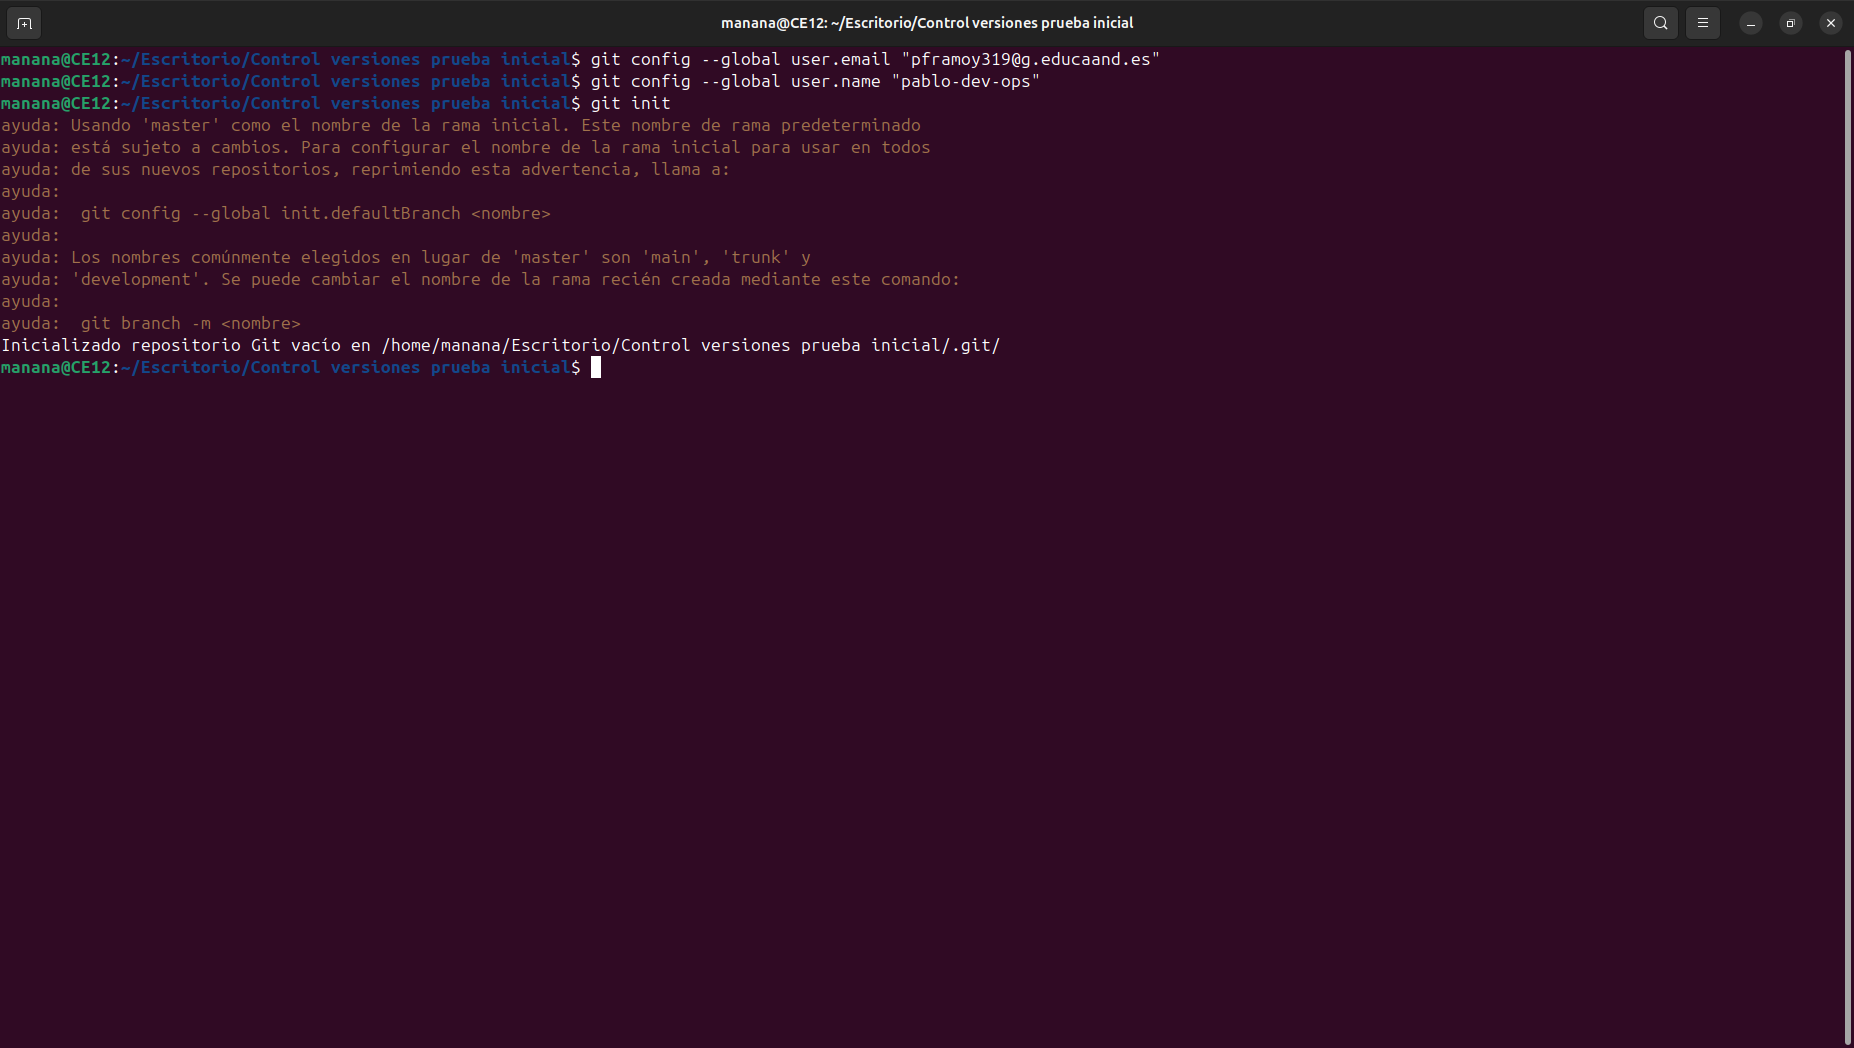 manana@CE12: ~/Escritorio/Control versiones prueba inicial
manana@CE12:~/Escritorio/Control versiones prueba inicial$ git config --global user.email "pframoy319@g.educaand.es"
manana@CE12:~/Escritorio/Control versiones prueba inicial$ git config --global user.name "pablo-dev-ops"
manana@CE12:~/Escritorio/Control versiones prueba inicial$ git init
ayuda: Usando 'master' como el nombre de la rama inicial. Este nombre de rama predeterminado
ayuda: está sujeto a cambios. Para configurar el nombre de la rama inicial para usar en todos
ayuda: de sus nuevos repositorios, reprimiendo esta advertencia, llama a:
ayuda:
ayuda:  git config --global init.defaultBranch <nombre>
ayuda:
ayuda: Los nombres comúnmente elegidos en lugar de 'master' son 'main', 'trunk' y
ayuda: 'development'. Se puede cambiar el nombre de la rama recién creada mediante este comando:
ayuda:
ayuda:  git branch -m <nombre>
Inicializado repositorio Git vacío en /home/manana/Escritorio/Control versiones prueba inicial/.git/
manana@CE12:~/Escritorio/Control versiones prueba inicial$